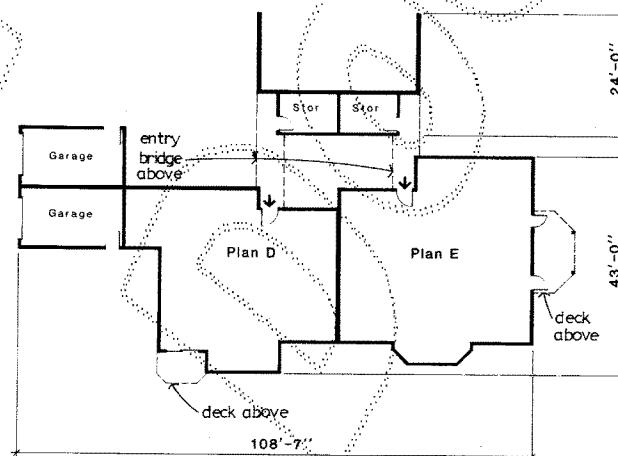 24'-0"
Stor
Stor
entry
bridge
above
Garage
Garage
Plan D
Plan E
43'-0"
deck
above
deck above
108'-7"